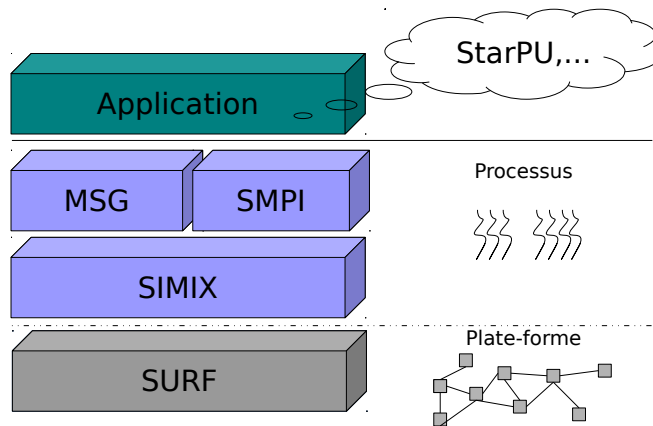 StarPU,...
Application
MSG
SMPI
Processus
SIMIX
Plate-forme
SURF